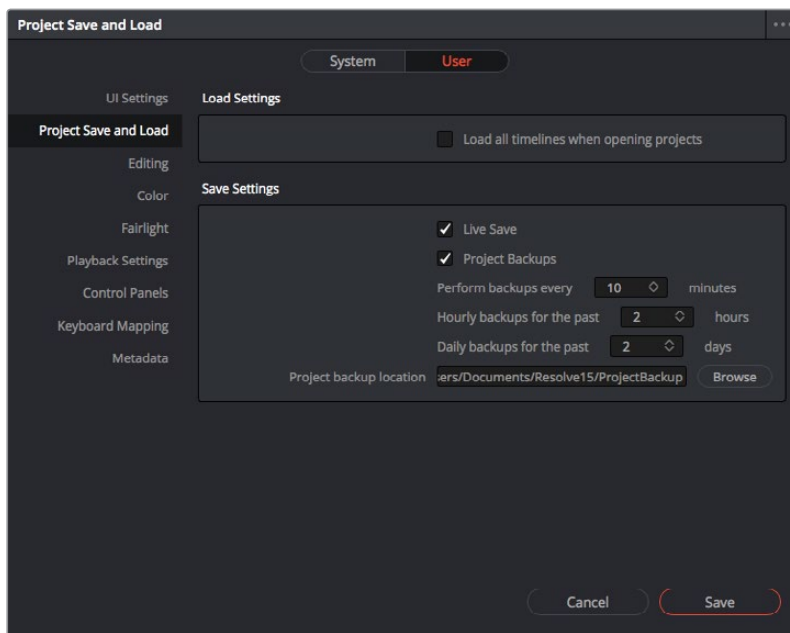 Project Save and Load
System User
UI Settings
Project Save and Load
Editing
Color
Fairlight
Playback Settings
Control Panels
Keyboard Mapping
Metadata
Load Settings
Load all timelines when opening projects
Save Settings
Live Save
Project Backups
Perform backups every 10 minutes
Hourly backups for the past 2 hours
Daily backups for the past 2 days
Project backup location ers/Documents/Resolve15/ProjectBackup Browse
Cancel Save